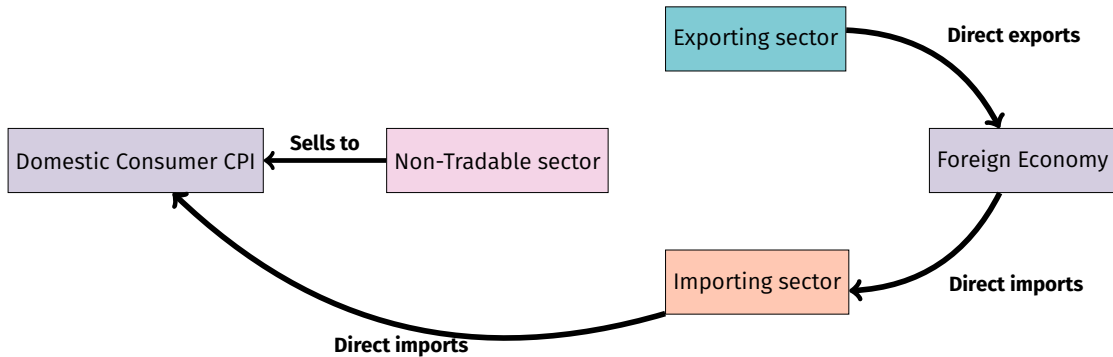 Exporting sector
Direct exports
Sells to
Domestic Consumer CPI
Non-Tradable sector
Foreign Economy
Importing sector
Direct imports
Direct imports